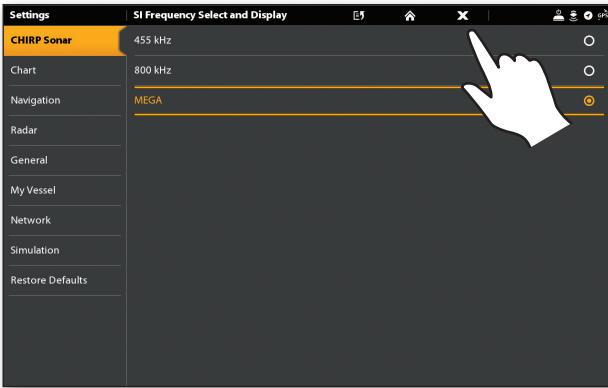 Settings
SI Frequency Select and Display
GPS
CHIRP Sonar
455 kHz
Chart
800 kHz
Navigation
MEGA
Radar
General
My Vessel
Network
Simulation
Restore Defaults